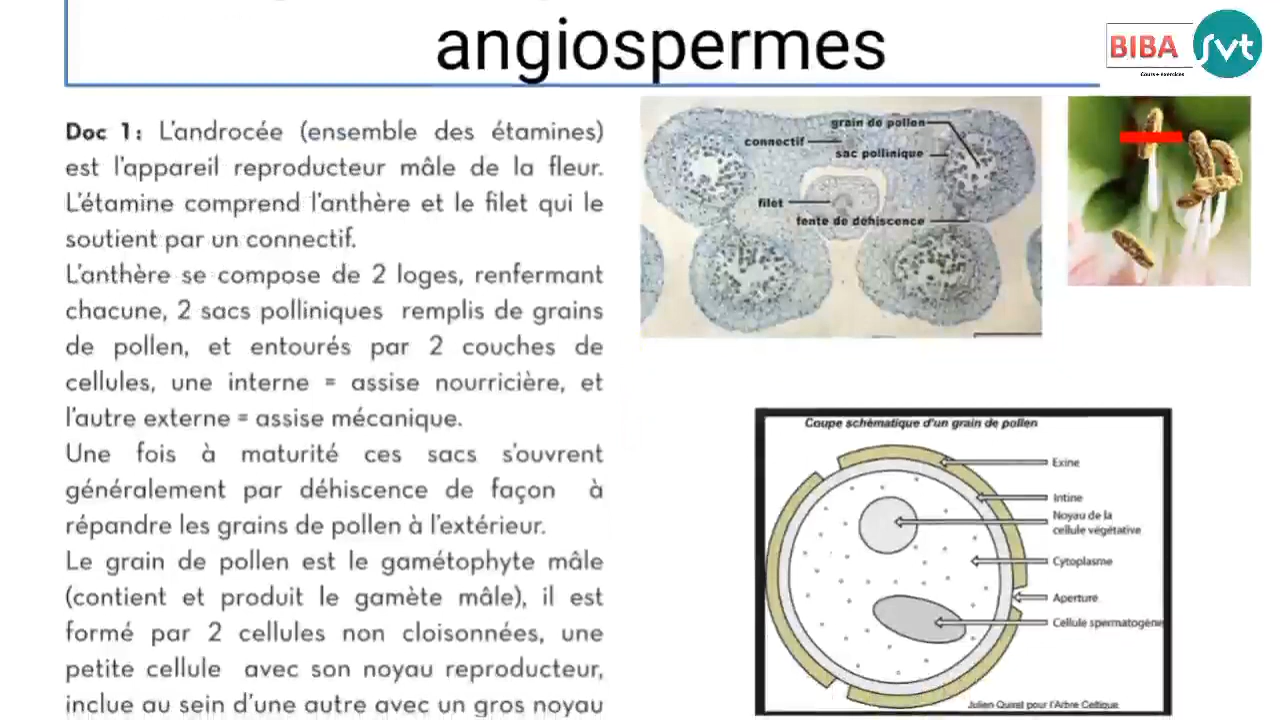 angiospermes
BIBA
Cours + exercices
svt
Doc 1 : L'androcée (ensemble des étamines)
est l'appareil reproducteur mâle de la fleur.
L'étamine comprend l'anthère et le filet qui le
soutient par un connectif.
L'anthère se compose de 2 loges, renfermant
chacune, 2 sacs polliniques remplis de grains
de pollen, et entourés par 2 couches de
cellules, une interne = assise nourricière, et
l'autre externe = assise mécanique.
Une fois à maturité ces sacs s'ouvrent
généralement par déhiscence de façon à
répandre les grains de pollen à l'extérieur.
Le grain de pollen est le gamétophyte mâle
(contient et produit le gamète mâle), il est
formé par 2 cellules non cloisonnées, une
petite cellule avec son noyau reproducteur,
inclue au sein d'une autre avec un gros noyau
grain de pollen
connectif
sac pollinique
filet
fente de déhiscence
Coupe schématique d'un grain de pollen
Exine
Intine
Noyau de la
cellule végétative
Cytoplasme
Aperture
Cellule spermatogène
Julien Quiret pour l'Arbre Celtique